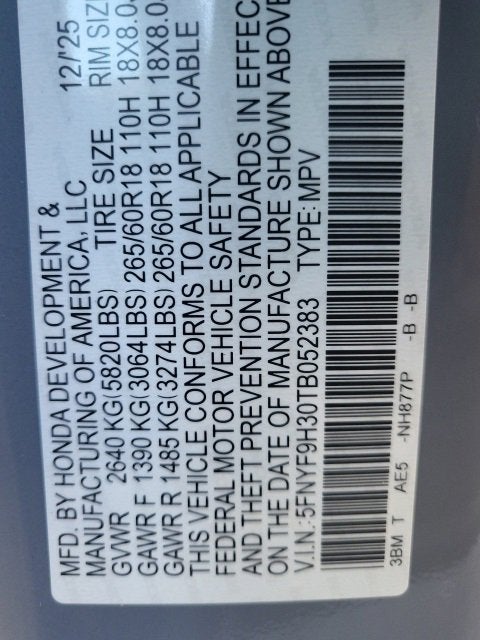 MFD. BY HONDA DEVELOPMENT & 12/'25
MANUFACTURING OF AMERICA, LLC
GVWR 2640 KG(5820LBS) TIRE SIZE RIM SIZ
GAWR F 1390 KG(3064LBS) 265/60R18 110H 18X8.0
GAWR R 1485 KG(3274LBS) 265/60R18 110H 18X8.0
THIS VEHICLE CONFORMS TO ALL APPLICABLE
FEDERAL MOTOR VEHICLE SAFETY
AND THEFT PREVENTION STANDARDS IN EFFEC
ON THE DATE OF MANUFACTURE SHOWN ABOVE
V.I.N.:5FNYF9H30TB052383 TYPE:MPV
3BM T AE5 -NH877P -B -B